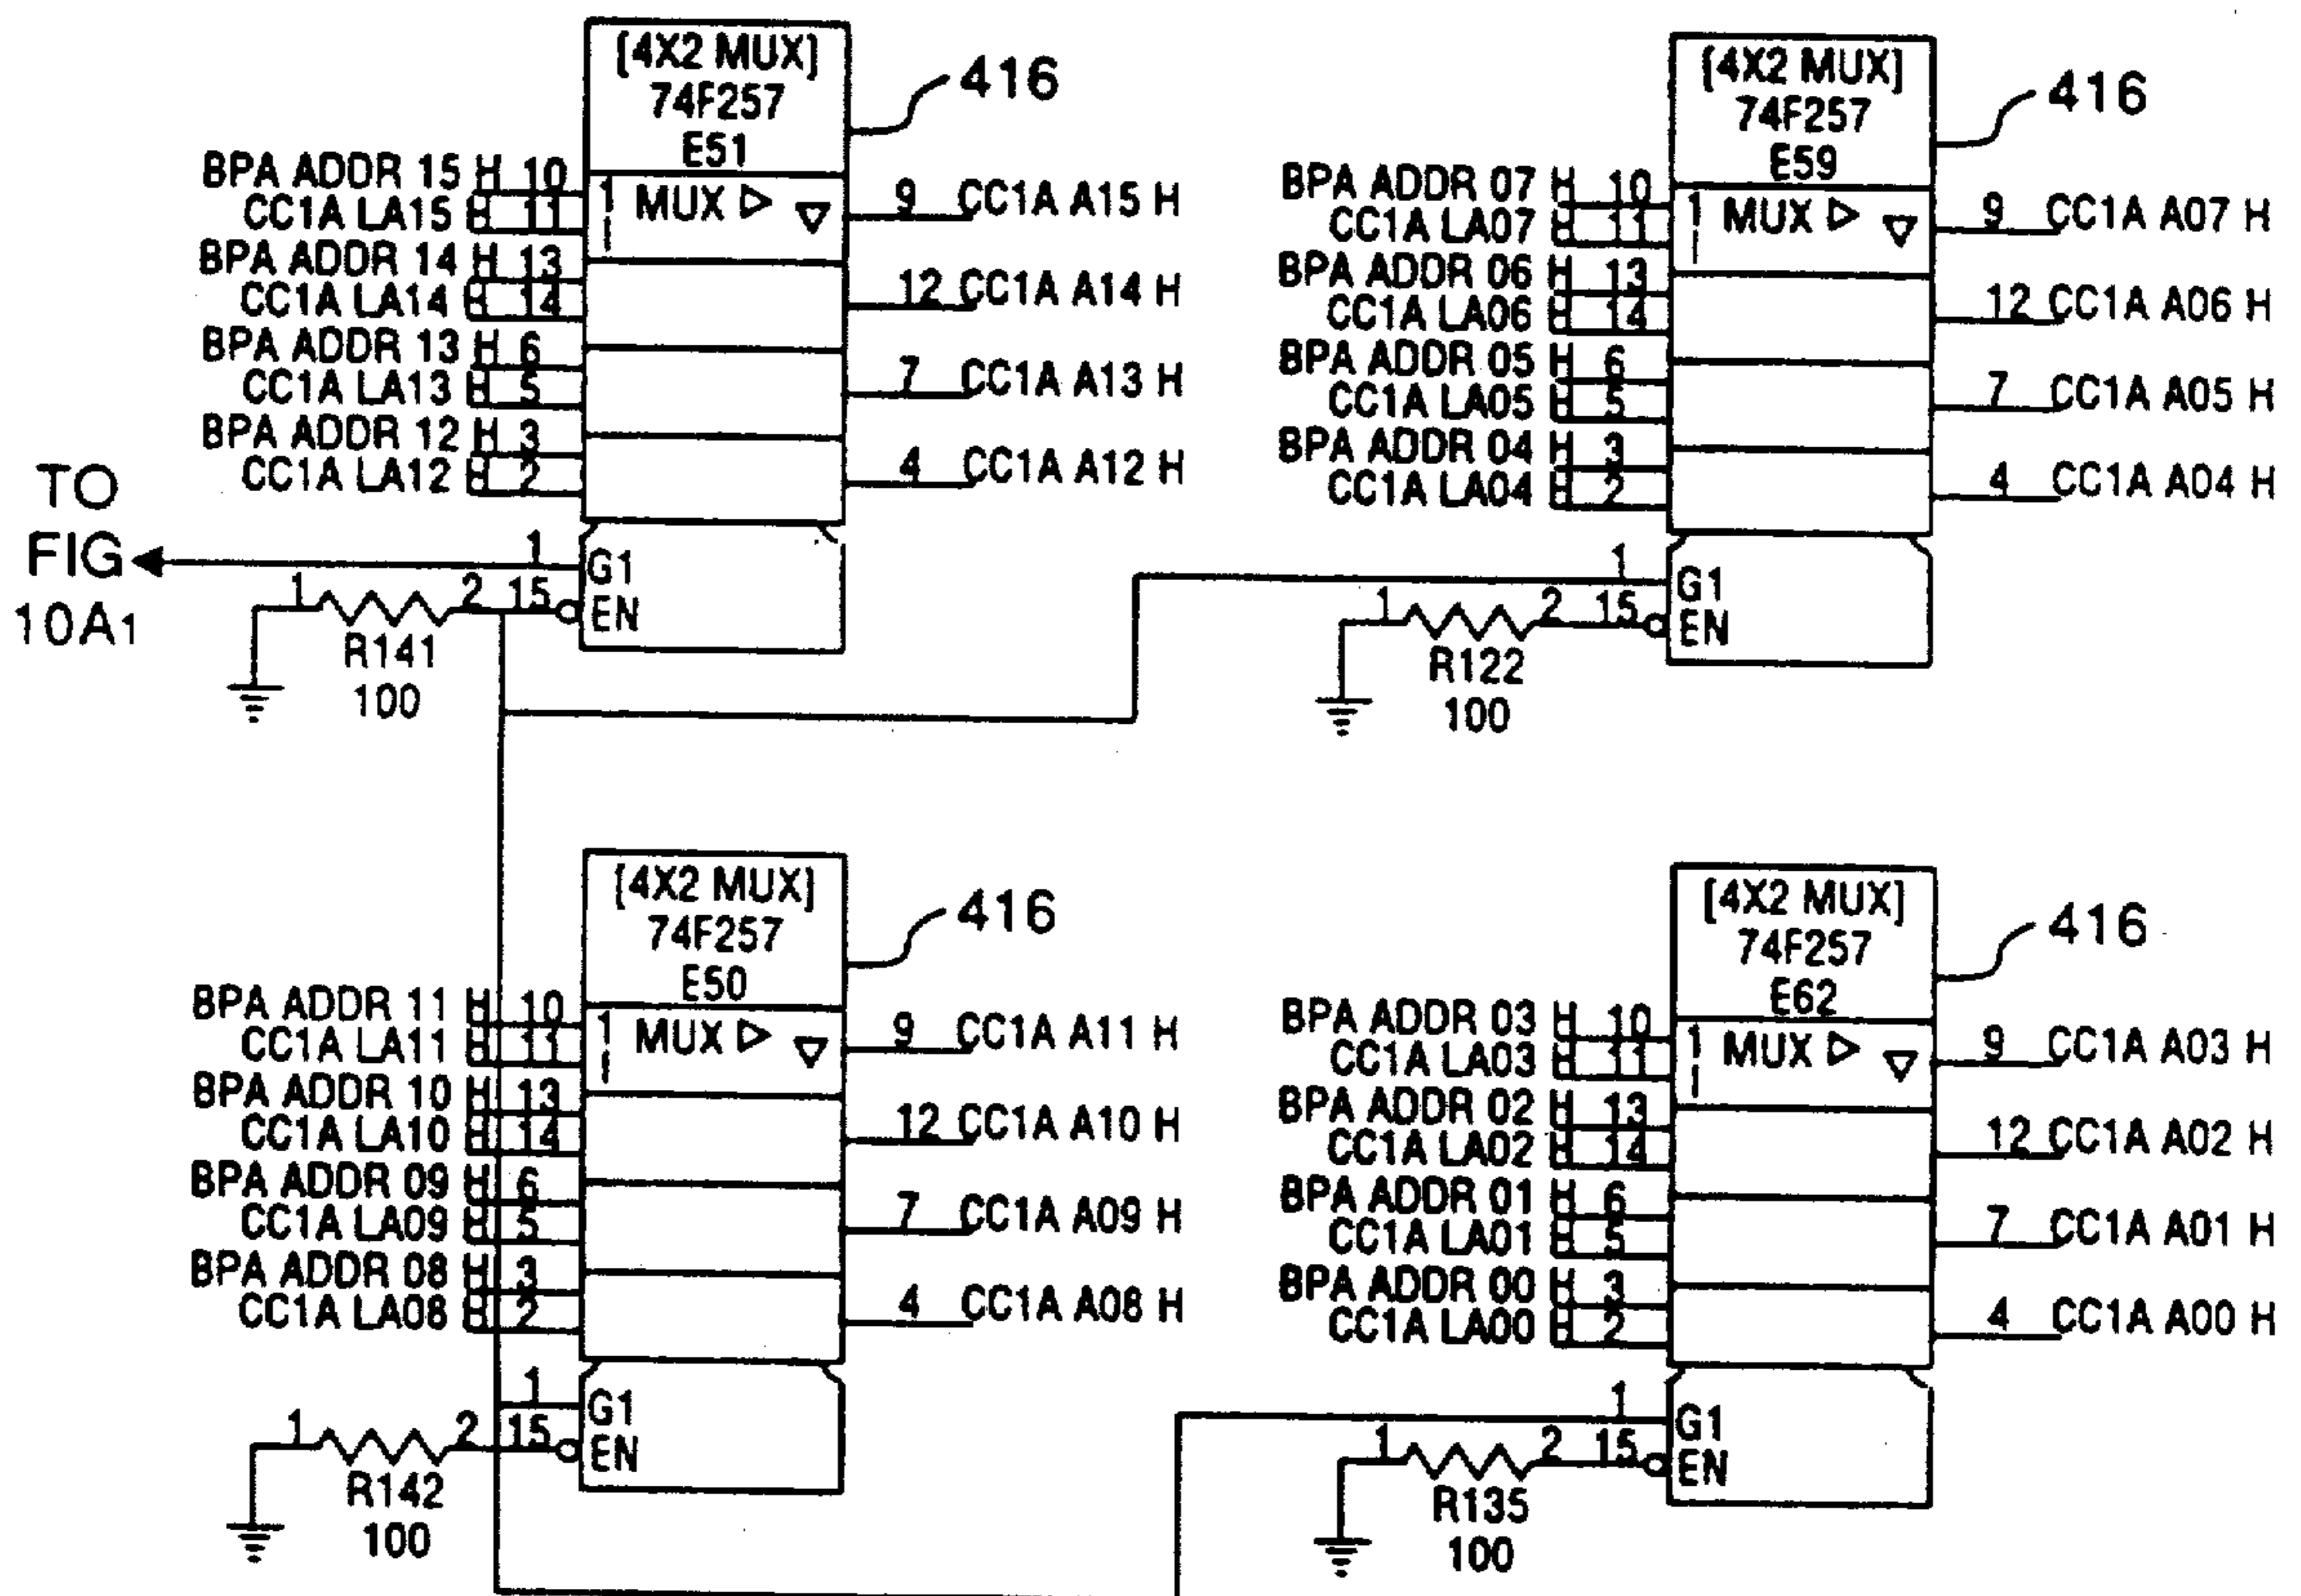 [4X2 MUX]
74F257
E51
416
BPA ADDR 15 H 10
CC1A LA15 H 11
BPA ADDR 14 H 13
CC1A LA14 H 14
BPA ADDR 13 H 6
CC1A LA13 H 5
BPA ADDR 12 H 3
CC1A LA12 H 2
1
MUX
9 CC1A A15 H
12 CC1A A14 H
7 CC1A A13 H
4 CC1A A12 H
TO
FIG
10A1
1
G1
1
2
15
EN
R141
100
[4X2 MUX]
74F257
E59
416
BPA ADDR 07 H 10
CC1A LA07 H 11
BPA ADDR 06 H 13
CC1A LA06 H 14
BPA ADDR 05 H 6
CC1A LA05 H 5
BPA ADDR 04 H 3
CC1A LA04 H 2
1
MUX
9 CC1A A07 H
12 CC1A A06 H
7 CC1A A05 H
4 CC1A A04 H
1
G1
1
2
15
EN
R122
100
[4X2 MUX]
74F257
E50
416
BPA ADDR 11 H 10
CC1A LA11 H 11
BPA ADDR 10 H 13
CC1A LA10 H 14
BPA ADDR 09 H 6
CC1A LA09 H 5
BPA ADDR 08 H 3
CC1A LA08 H 2
1
MUX
9 CC1A A11 H
12 CC1A A10 H
7 CC1A A09 H
4 CC1A A08 H
1
G1
1
2
15
EN
R142
100
[4X2 MUX]
74F257
E62
416
BPA ADDR 03 H 10
CC1A LA03 H 11
BPA ADDR 02 H 13
CC1A LA02 H 14
BPA ADDR 01 H 6
CC1A LA01 H 5
BPA ADDR 00 H 3
CC1A LA00 H 2
1
MUX
9 CC1A A03 H
12 CC1A A02 H
7 CC1A A01 H
4 CC1A A00 H
1
G1
1
2
15
EN
R135
100